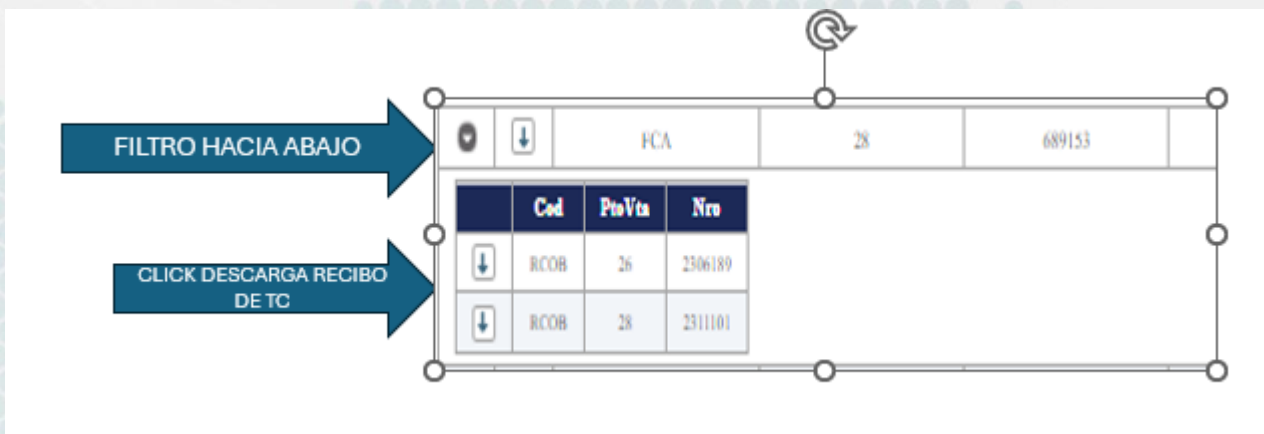 FILTRO HACIA ABAJO
FCA 28 689153
Cod PtoVta Nro
RCOB 26 2306189
CLICK DESCARGA RECIBO
DE TC
RCOB 28 2311101